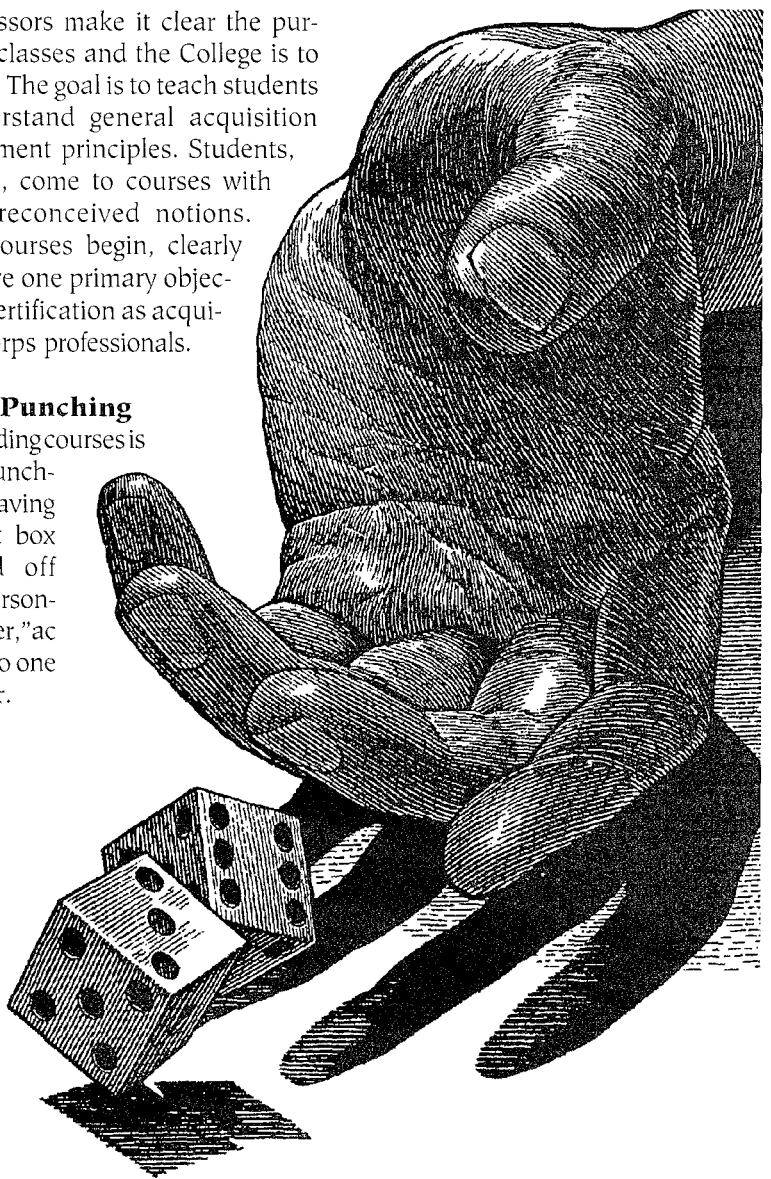 ssors make it clear the pur-
classes and the College is to
The goal is to teach students
erstand general acquisition
ment principles. Students,
, come to courses with
reconceived notions.
ourses begin, clearly
e one primary objec-
ertification as acqui-
rps professionals.
Punching
ding courses is
unch-
aving
t box
l off
rson-
er,"ac
o one
r.